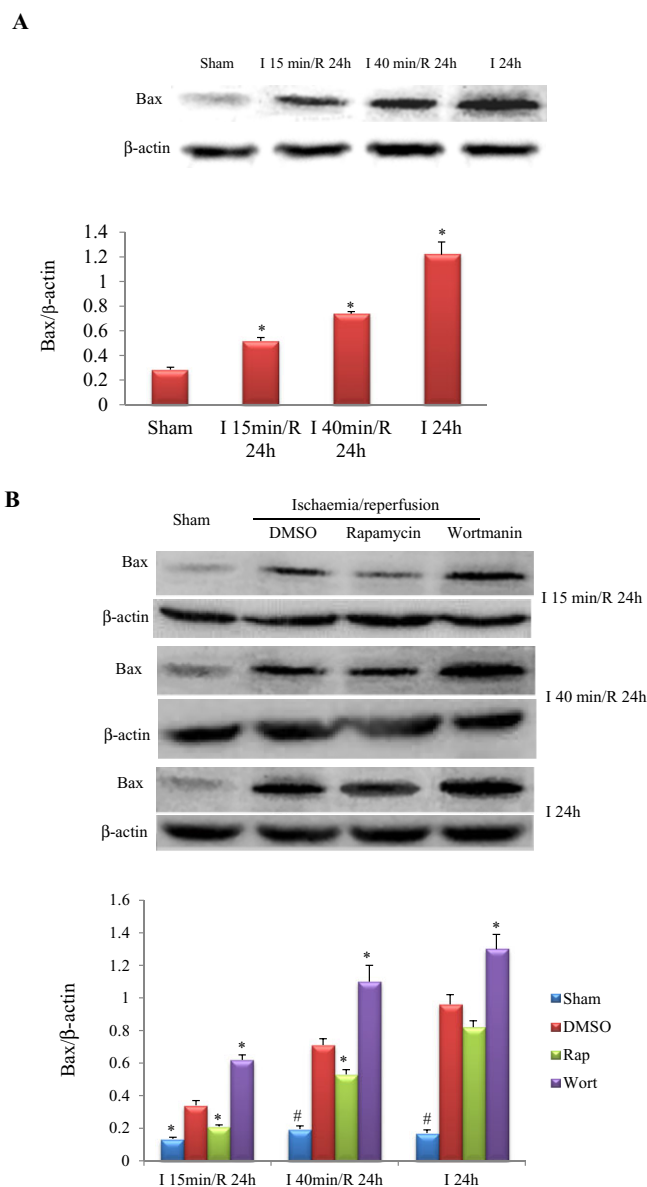 A
Sham I 15 min/R 24h I 40 min/R 24h I 24h
Bax
β-actin
Bax/β-actin
1.4
1.2
1
0.8
0.6
0.4
0.2
0
*
*
*
Sham I 15min/R 24h I 40min/R 24h I 24h
B
Ischaemia/reperfusion
Sham
DMSO Rapamycin Wortmanin
Bax
β-actin
I 15 min/R 24h
Bax
β-actin
I 40 min/R 24h
Bax
β-actin
I 24h
Bax/β-actin
1.6
1.4
1.2
1
0.8
0.6
0.4
0.2
0
* * *
# * *
# *
I 15min/R 24h I 40min/R 24h I 24h
Sham
DMSO
Rap
Wort